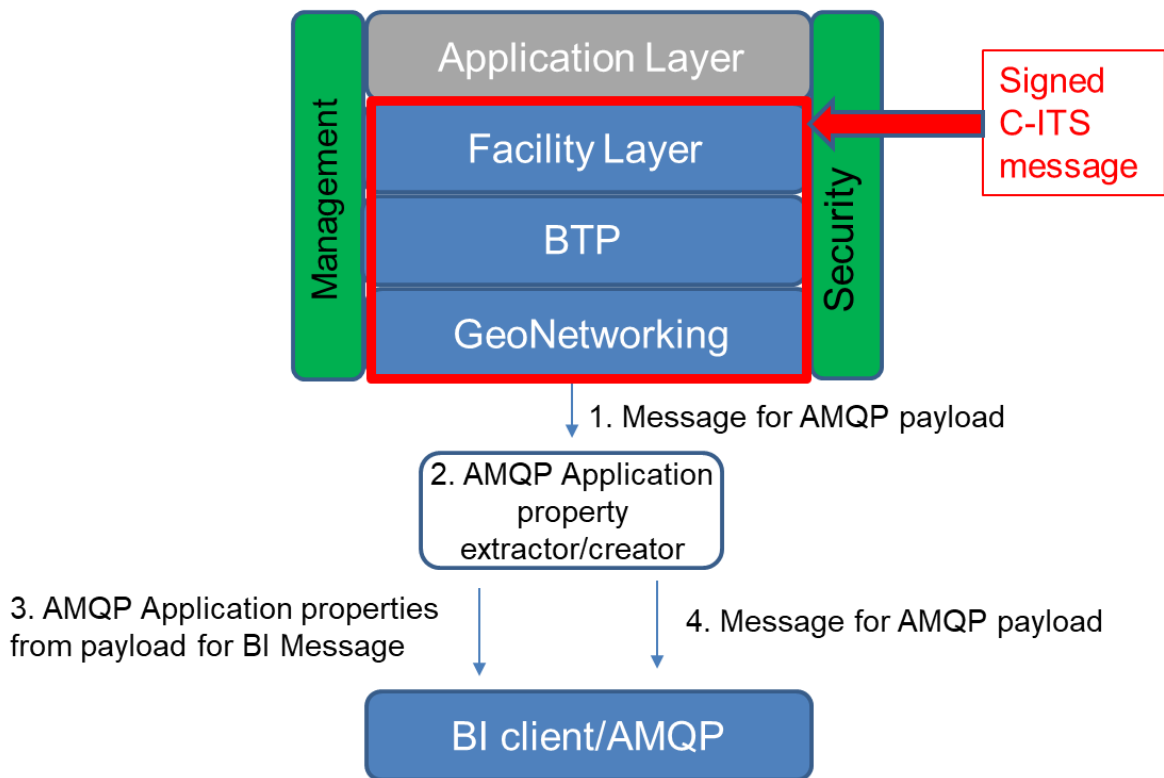 Application Layer
Management
Facility Layer
BTP
GeoNetworking
Security
Signed
C-ITS
message
1. Message for AMQP payload
2. AMQP Application
property
extractor/creator
3. AMQP Application properties
from payload for BI Message
4. Message for AMQP payload
BI client/AMQP